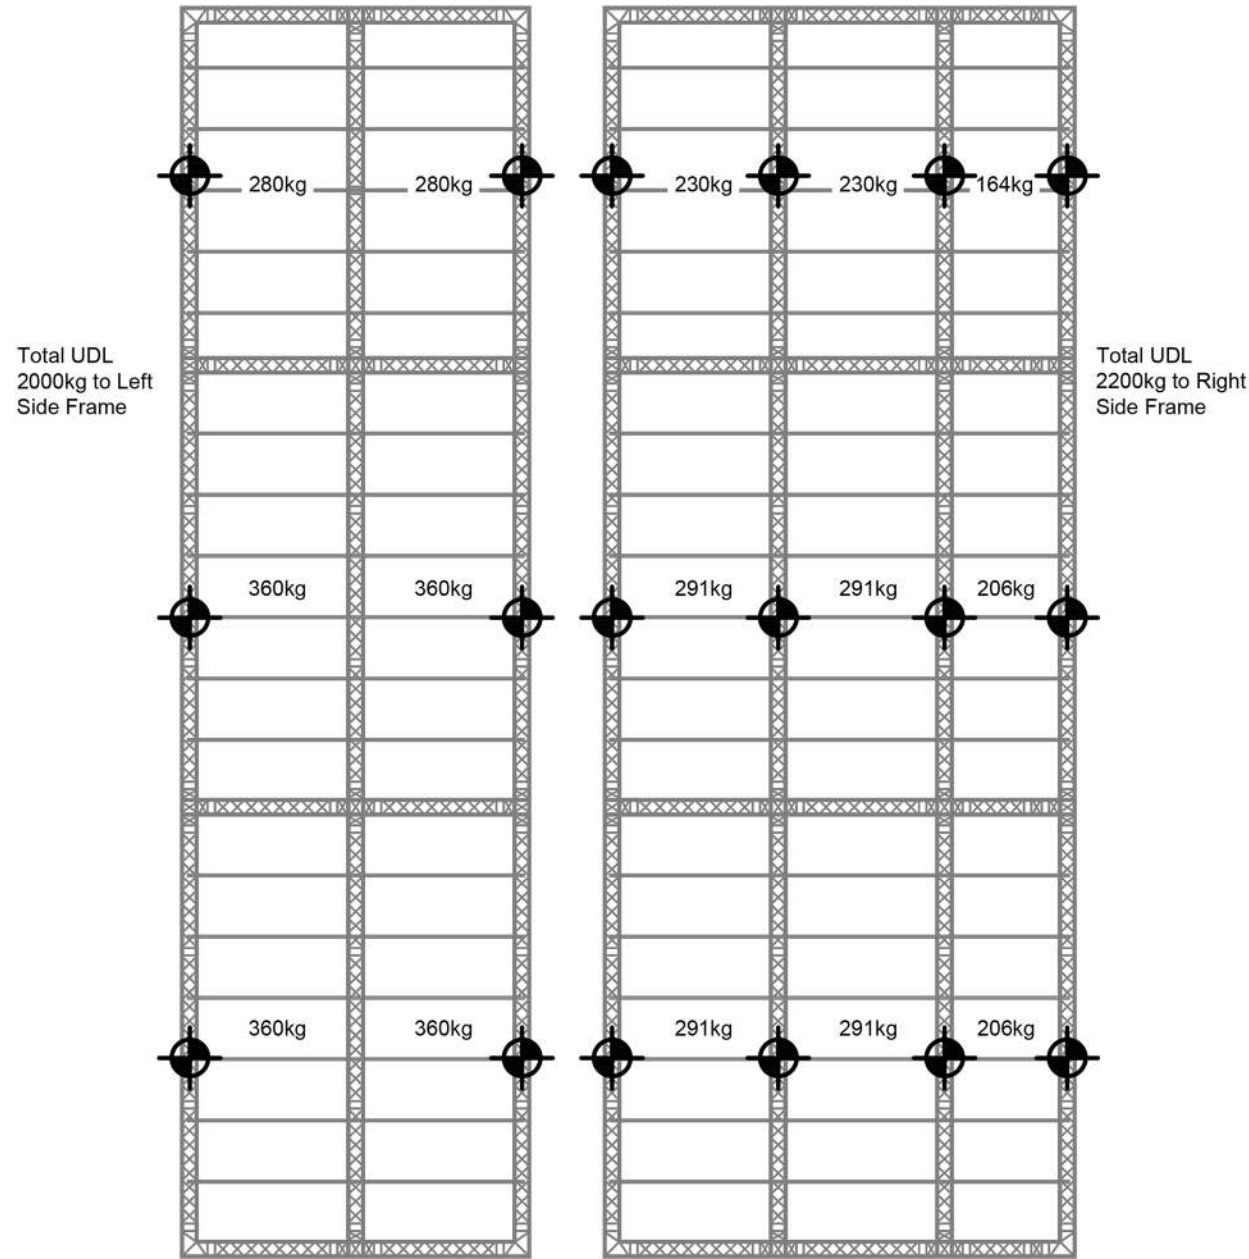 280kg 280kg 230kg 230kg 164kg
Total UDL
2000kg to Left
Side Frame
Total UDL
2200kg to Right
Side Frame
360kg 360kg 291kg 291kg 206kg
360kg 360kg 291kg 291kg 206kg